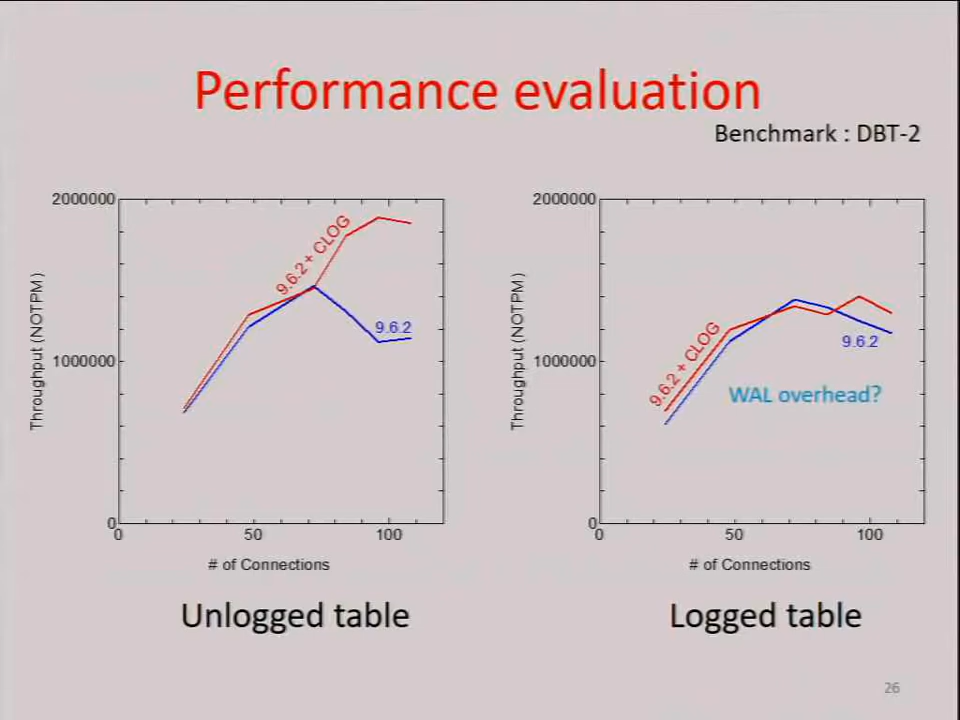 Performance evaluation
Benchmark : DBT-2
2000000
1000000
0
0 50 100
Throughput (NOTPM)
# of Connections
9.6.2 + CLOG
9.6.2
Unlogged table
2000000
1000000
0
0 50 100
Throughput (NOTPM)
# of Connections
9.6.2 + CLOG
9.6.2
WAL overhead?
Logged table
26